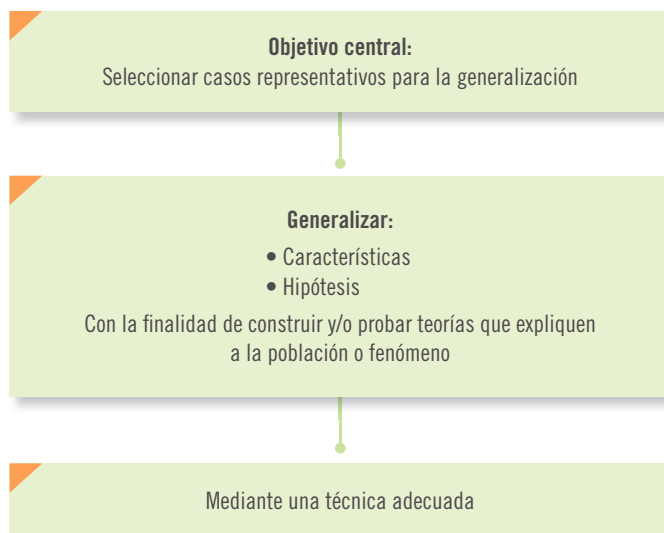 Objetivo central:
Seleccionar casos representativos para la generalización
Generalizar:
• Características
• Hipótesis
Con la finalidad de construir y/o probar teorías que expliquen
a la población o fenómeno
Mediante una técnica adecuada